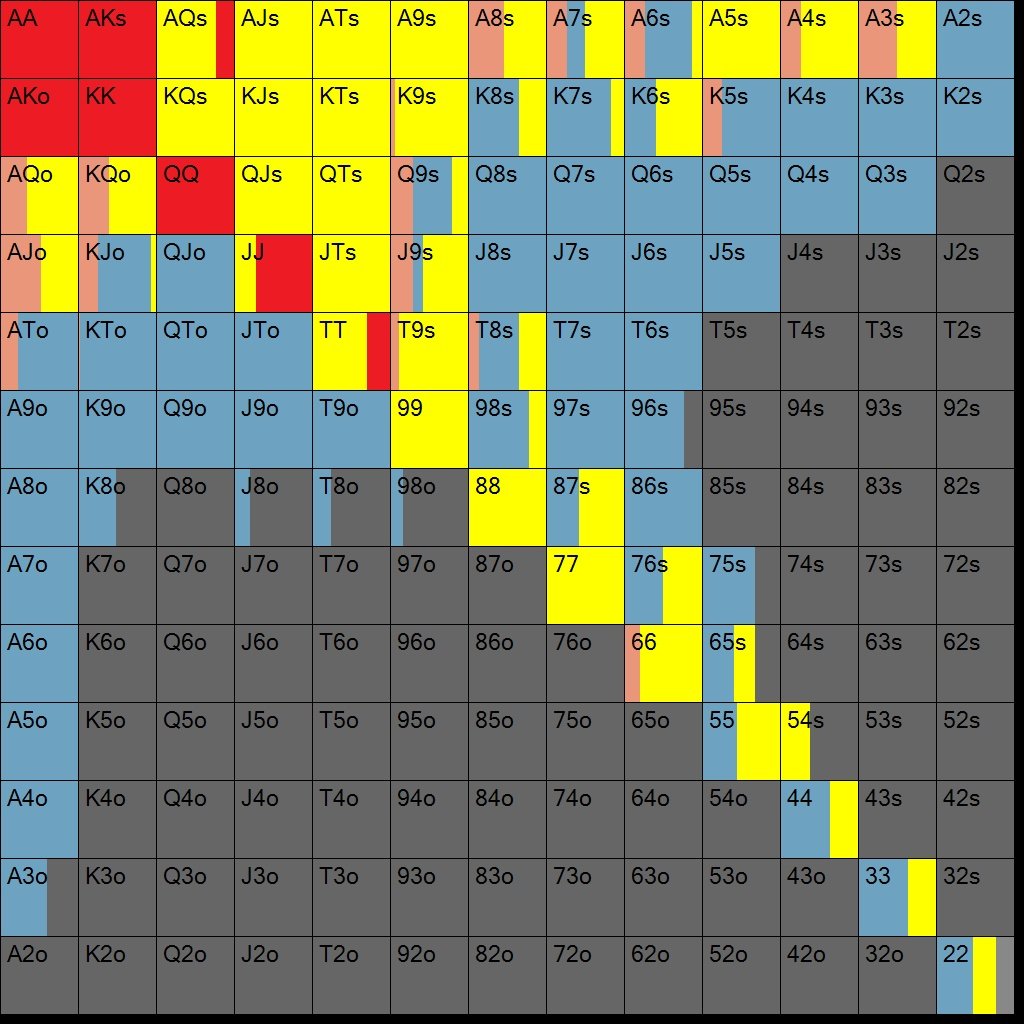 AA AKs AQs AJs ATs A9s A8s A7s A6s A5s A4s A3s A2s
AKo KK KQs KJs KTs K9s K8s K7s K6s K5s K4s K3s K2s
AQo KQo QQ QJs QTs Q9s Q8s Q7s Q6s Q5s Q4s Q3s Q2s
AJo KJo QJo JJ JTs J9s J8s J7s J6s J5s J4s J3s J2s
ATo KTo QTo JTo TT T9s T8s T7s T6s T5s T4s T3s T2s
A9o K9o Q9o J9o T9o 99 98s 97s 96s 95s 94s 93s 92s
A8o K8o Q8o J8o T8o 98o 88 87s 86s 85s 84s 83s 82s
A7o K7o Q7o J7o T7o 97o 87o 77 76s 75s 74s 73s 72s
A6o K6o Q6o J6o T6o 96o 86o 76o 66 65s 64s 63s 62s
A5o K5o Q5o J5o T5o 95o 85o 75o 65o 55 54s 53s 52s
A4o K4o Q4o J4o T4o 94o 84o 74o 64o 54o 44 43s 42s
A3o K3o Q3o J3o T3o 93o 83o 73o 63o 53o 43o 33 32s
A2o K2o Q2o J2o T2o 92o 82o 72o 62o 52o 42o 32o 22